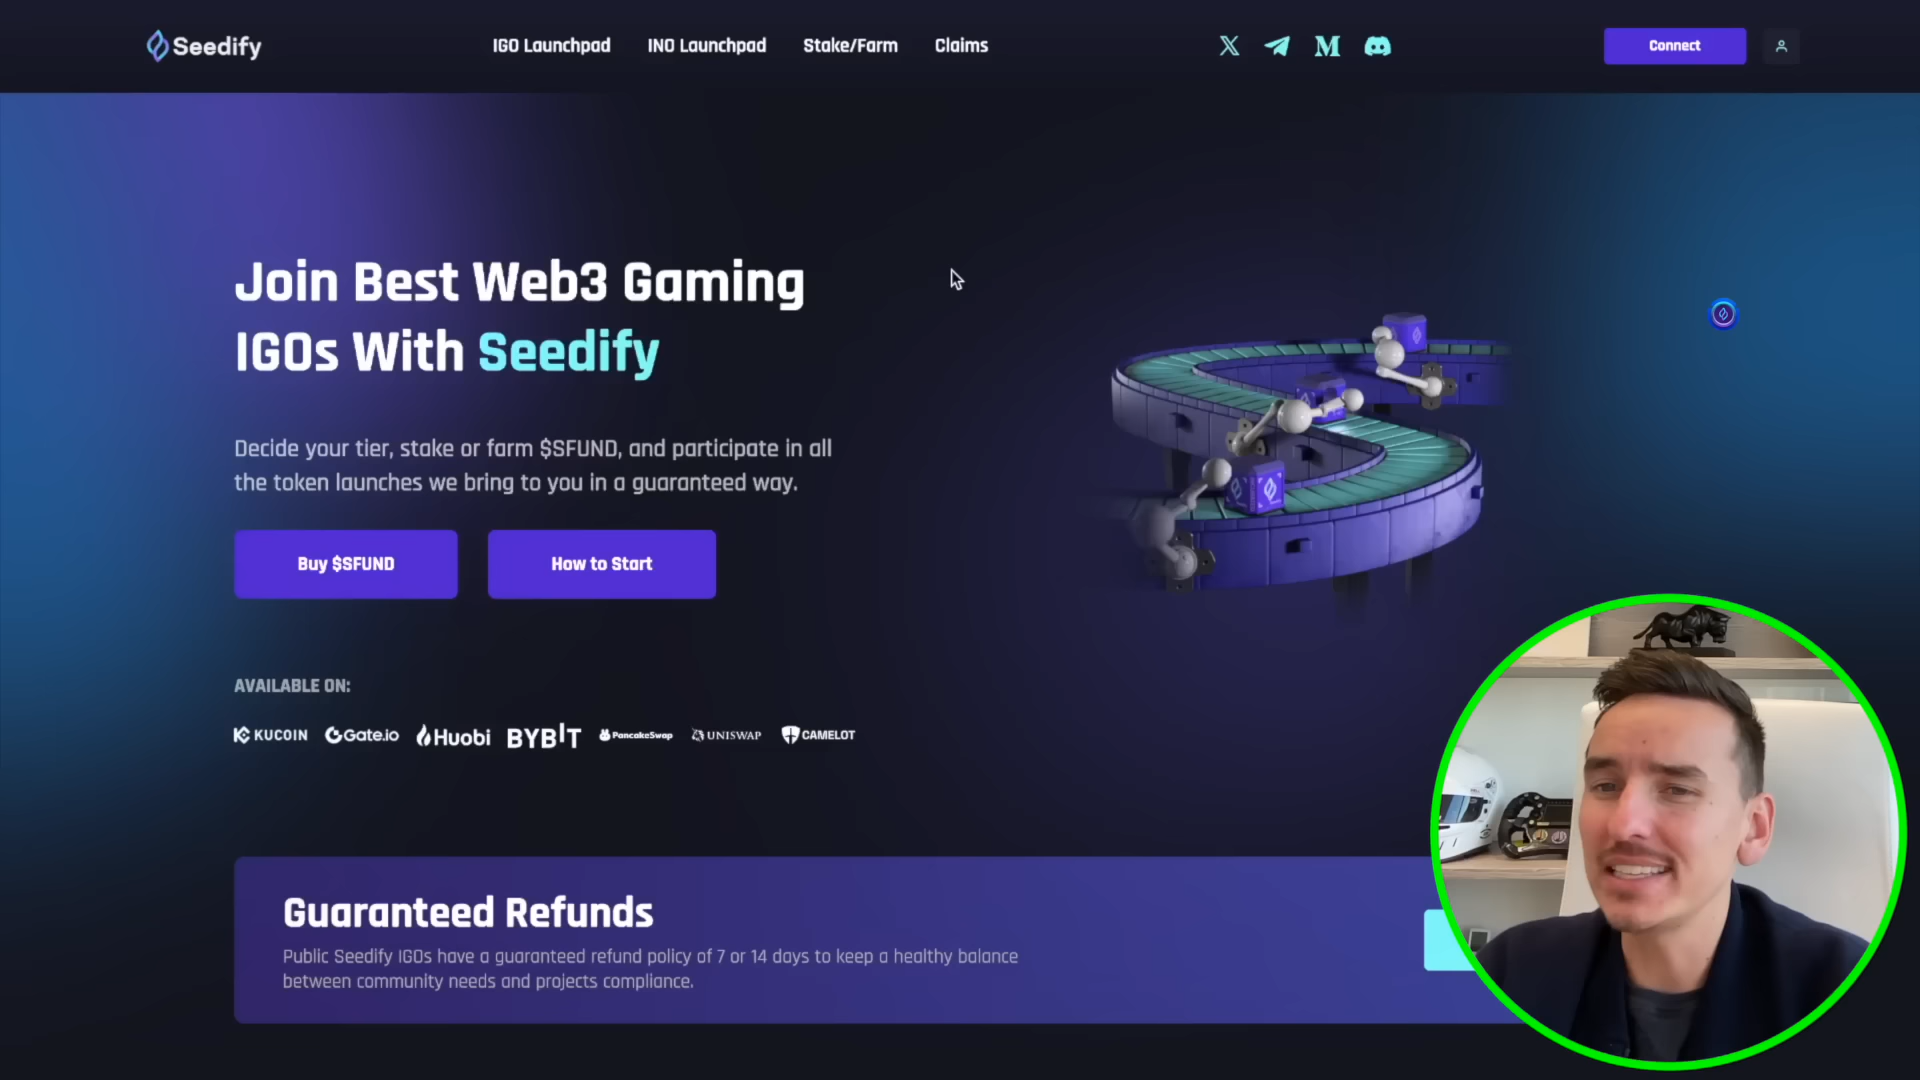 Seedify
IGO Launchpad
INO Launchpad
Stake/Farm
Claims
Connect
Join Best Web3 Gaming
IGOs With Seedify
Decide your tier, stake or farm $SFUND, and participate in all
the token launches we bring to you in a guaranteed way.
Buy $SFUND
How to Start
AVAILABLE ON:
KUCOIN
Gate.io
Huobi
BYBIT
PancakeSwap
UNISWAP
CAMELOT
Guaranteed Refunds
Public Seedify IGOs have a guaranteed refund policy of 7 or 14 days to keep a healthy balance
between community needs and projects compliance.